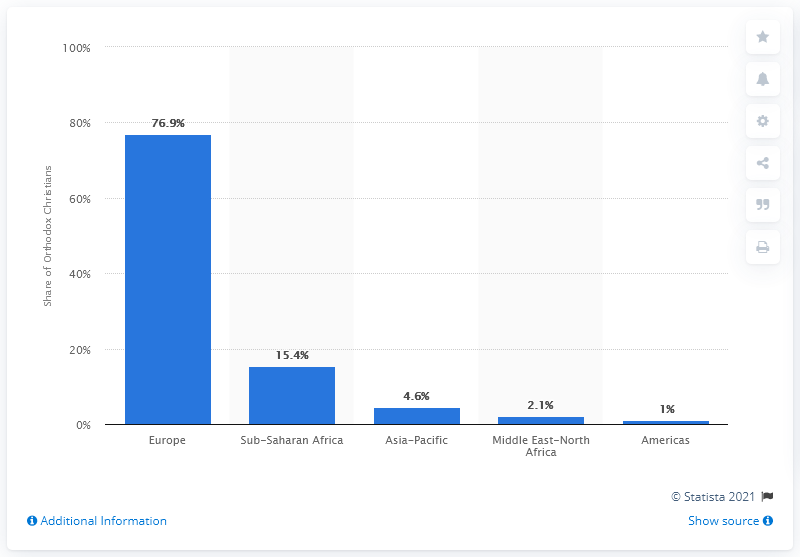 100%
80%
60%
40%
20%
0%
Share of Orthodox Christians
76.9%
15.4%
4.6%
2.1%
1%
Europe
Sub-Saharan Africa
Asia-Pacific
Middle East-North
Africa
Americas
© Statista 2021
Additional Information
Show source